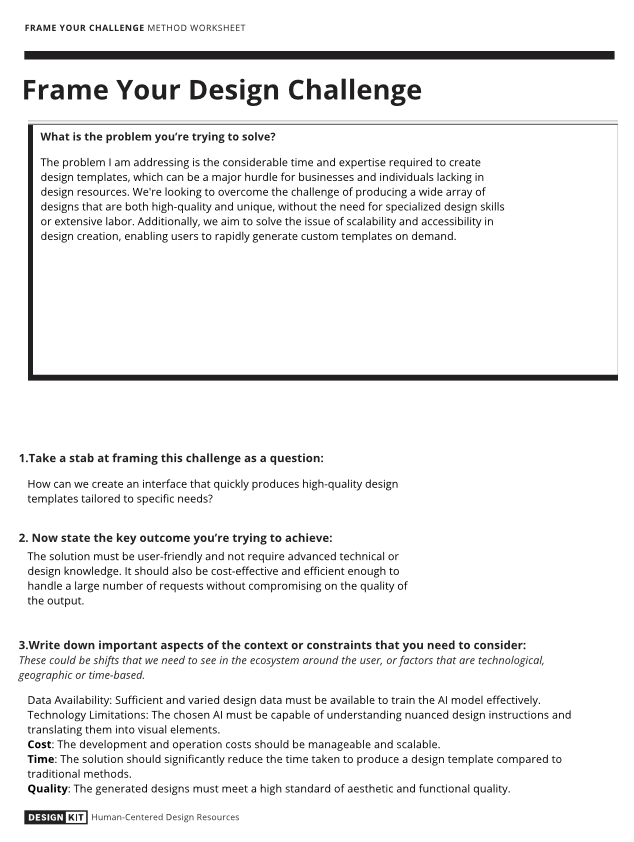 FRAME YOUR CHALLENGE METHOD WORKSHEET
Frame Your Design Challenge
What is the problem you're trying to solve?
The problem I am addressing is the considerable time and expertise required to create
design templates, which can be a major hurdle for businesses and individuals lacking in
design resources. We're looking to overcome the challenge of producing a wide array of
designs that are both high-quality and unique, without the need for specialized design skills
or extensive labor. Additionally, we aim to solve the issue of scalability and accessibility in
design creation, enabling users to rapidly generate custom templates on demand.
1.Take a stab at framing this challenge as a question:
How can we create an interface that quickly produces high-quality design
templates tailored to specific needs?
2. Now state the key outcome you're trying to achieve:
The solution must be user-friendly and not require advanced technical or
design knowledge. It should also be cost-effective and efficient enough to
handle a large number of requests without compromising on the quality of
the output.
3.Write down important aspects of the context or constraints that you need to consider:
These could be shifts that we need to see in the ecosystem around the user, or factors that are technological,
geographic or time-based.
Data Availability: Sufficient and varied design data must be available to train the AI model effectively.
Technology Limitations: The chosen AI must be capable of understanding nuanced design instructions and
translating them into visual elements.
Cost: The development and operation costs should be manageable and scalable.
Time: The solution should significantly reduce the time taken to produce a design template compared to
traditional methods.
Quality: The generated designs must meet a high standard of aesthetic and functional quality.
DESIGN KIT Human-Centered Design Resources